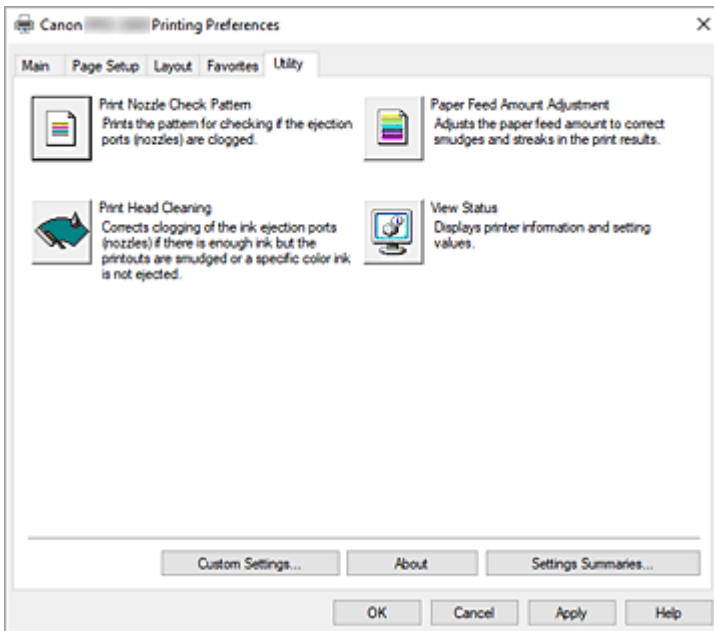 Canon Printing Preferences
Main Page Setup Layout Favorites Utility
Print Nozzle Check Pattern
Prints the pattern for checking if the ejection
ports (nozzles) are clogged.
Paper Feed Amount Adjustment
Adjusts the paper feed amount to correct
smudges and streaks in the print results.
Print Head Cleaning
Corrects clogging of the ink ejection ports
(nozzles) if there is enough ink but the
printouts are smudged or a specific color ink
is not ejected.
View Status
Displays printer information and setting
values.
Custom Settings... About Settings Summaries...
OK Cancel Apply Help